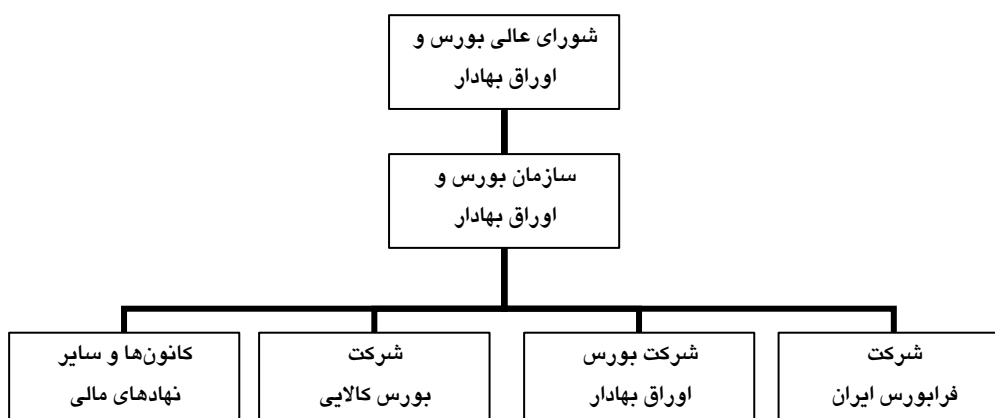 شورای عالی بورس و
اوراق بهادار
سازمان بورس و
اوراق بهادار
شرکت
فرابورس ایران
شرکت بورس
اوراق بهادار
شرکت
بورس کالایی
کانون‌ها و سایر
نهادهای مالی